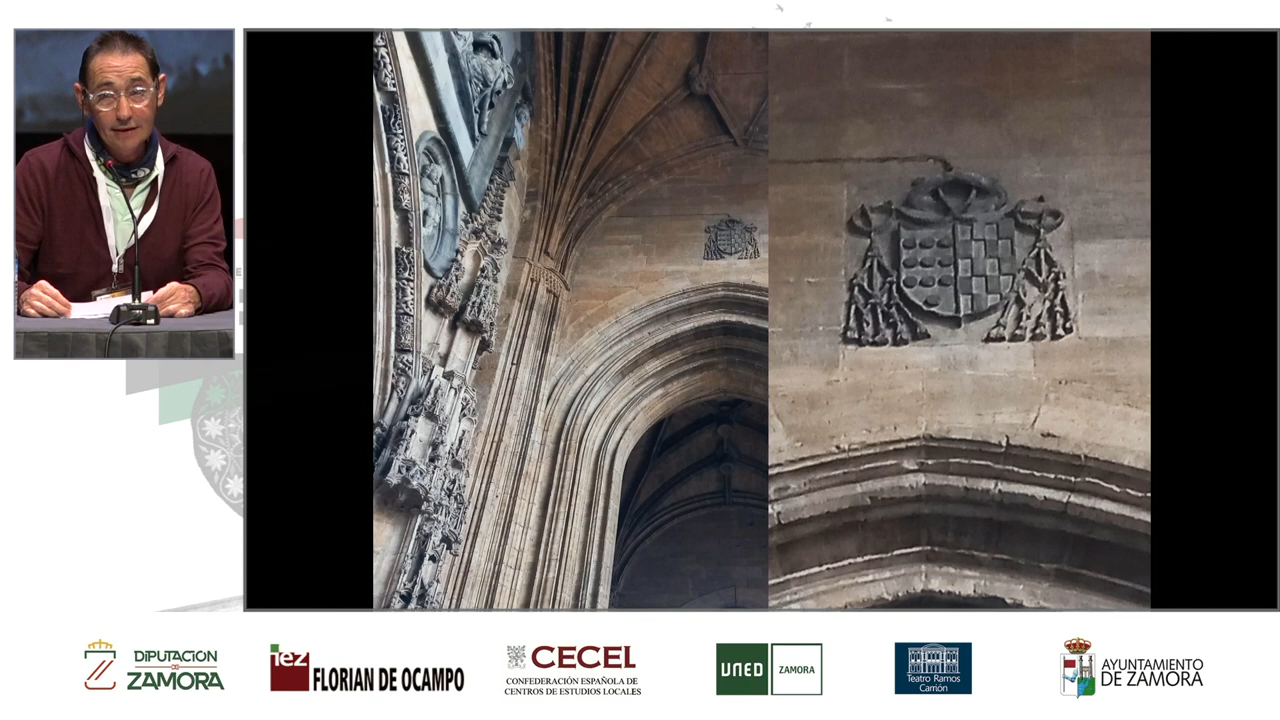 DIPUTACIÓN
ZAMORA
iez
FLORIAN DE OCAMPO
CECEL
CONFEDERACIÓN ESPAÑOLA DE
CENTROS DE ESTUDIOS LOCALES
UNED
ZAMORA
Teatro Ramos
Carrión
AYUNTAMIENTO
DE ZAMORA